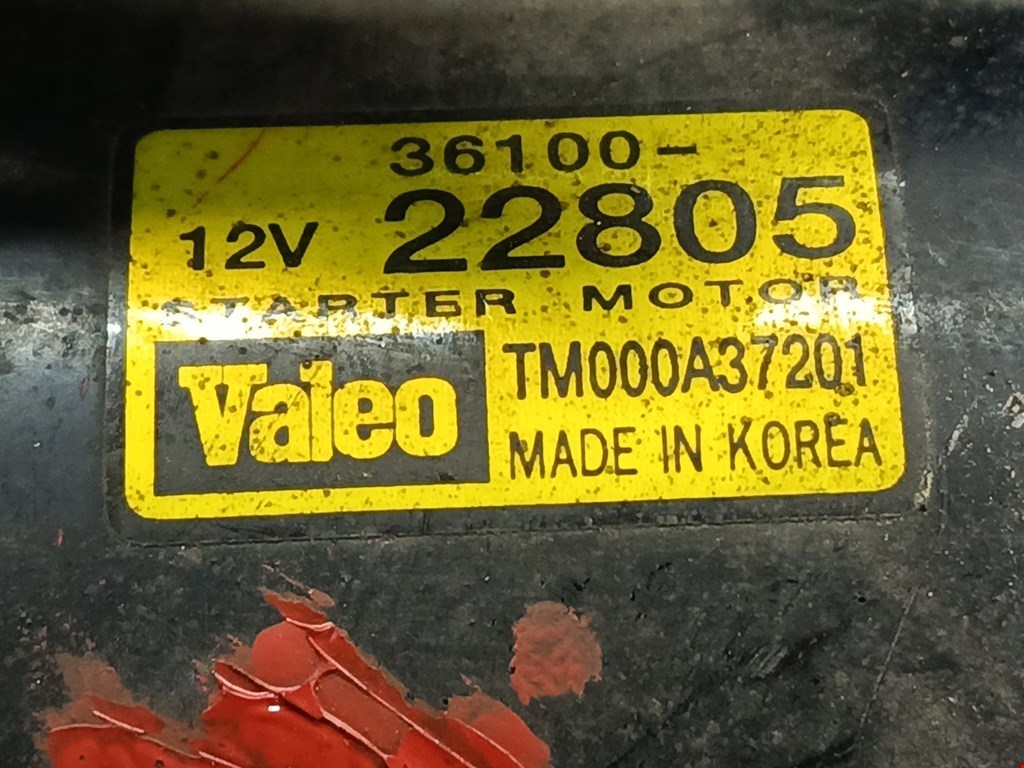 36100-
12V 22805
STARTER MOTOR
Valeo
TM000A37201
MADE IN KOREA